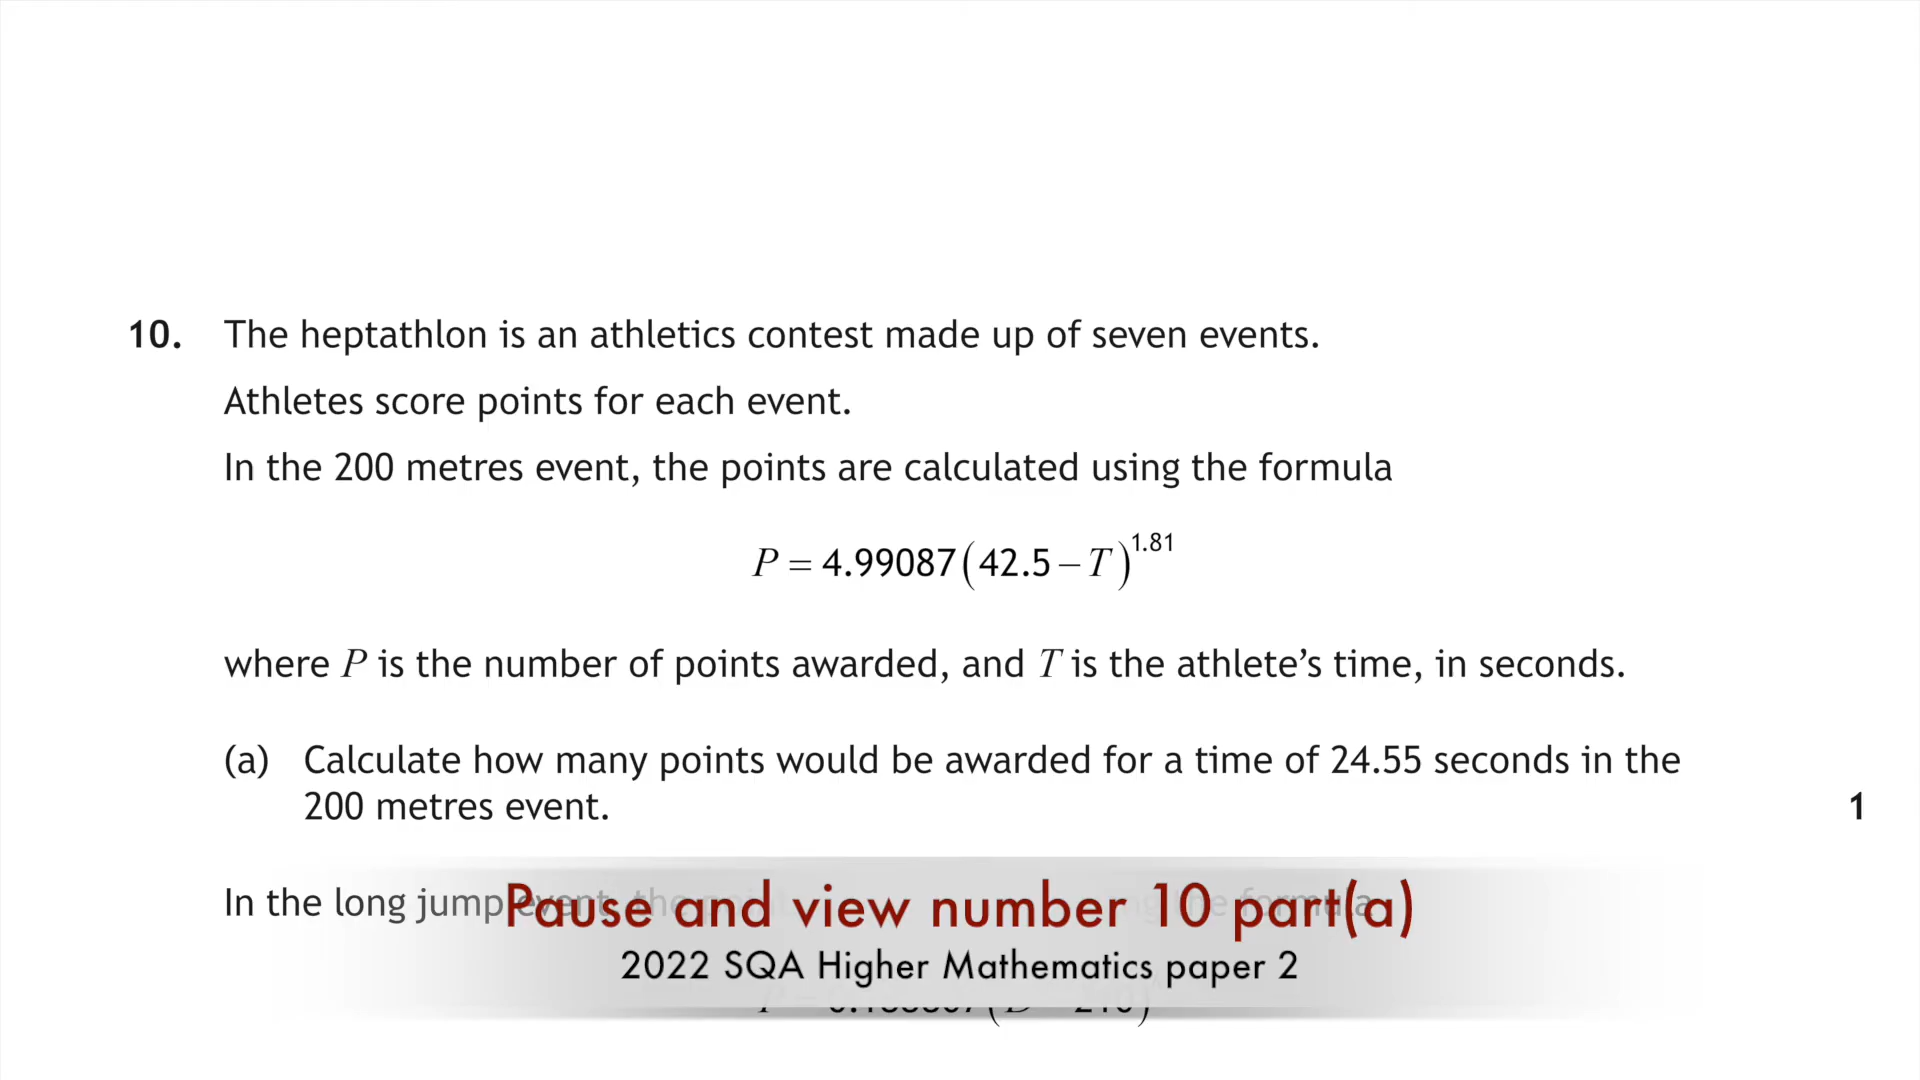 10. The heptathlon is an athletics contest made up of seven events.
Athletes score points for each event.
In the 200 metres event, the points are calculated using the formula
P = 4.99087(42.5 – T)^1.81
where P is the number of points awarded, and T is the athlete’s time, in seconds.
(a) Calculate how many points would be awarded for a time of 24.55 seconds in the
200 metres event.
1
In the long jump event, the formula
Pause and view number 10 part(a)
2022 SQA Higher Mathematics paper 2